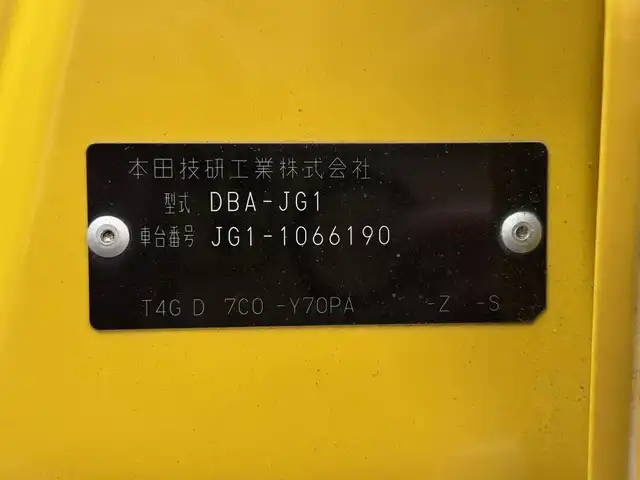 本田技研工業株式会社
型式 DBA-JG1
車台番号 JG1-1066190
T4G D 7C0 -Y70PA -Z -S